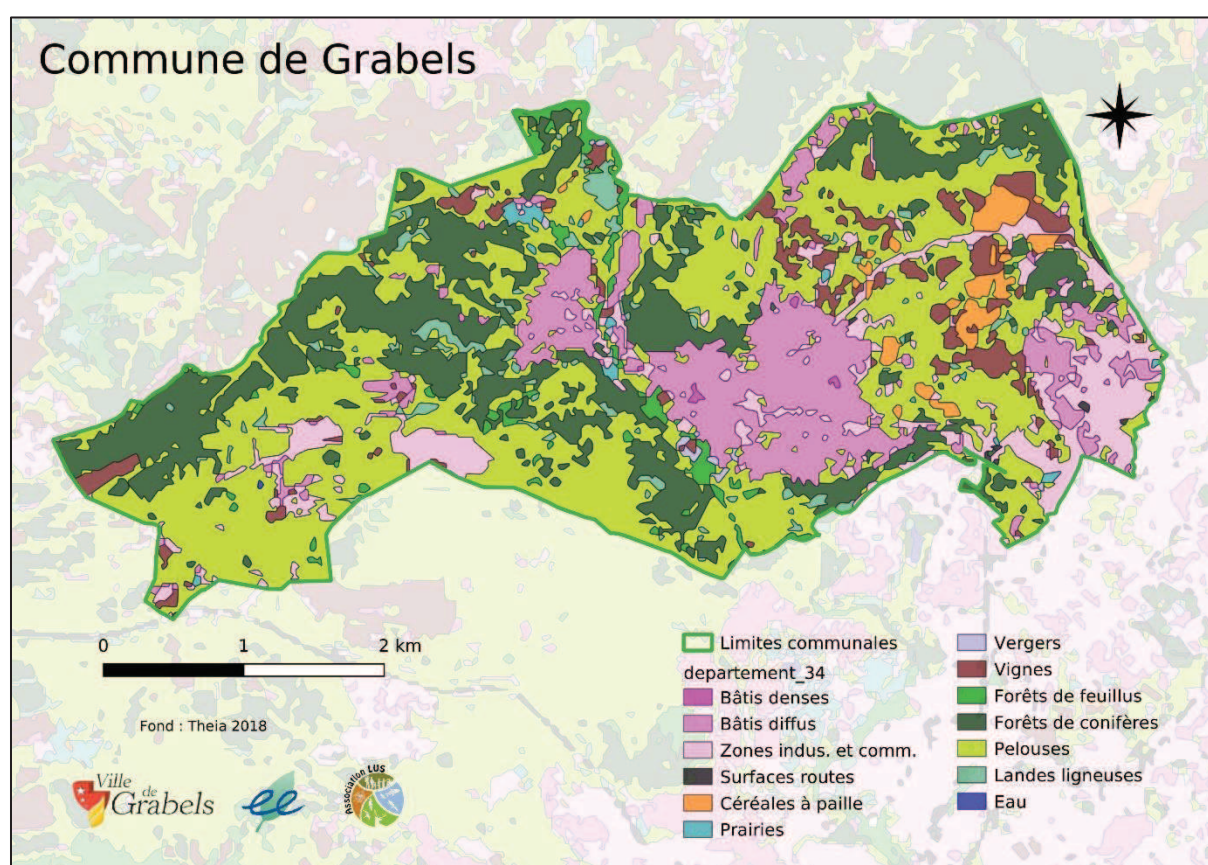 Commune de Grabels
0 1 2 km
Fond : Theia 2018
Ville
de
Grabels
ee
Association LUS
Limites communales
departement_34
Bâtis denses
Bâtis diffus
Zones indus. et comm.
Surfaces routes
Céréales à paille
Prairies
Vergers
Vignes
Forêts de feuillus
Forêts de conifères
Pelouses
Landes ligneuses
Eau